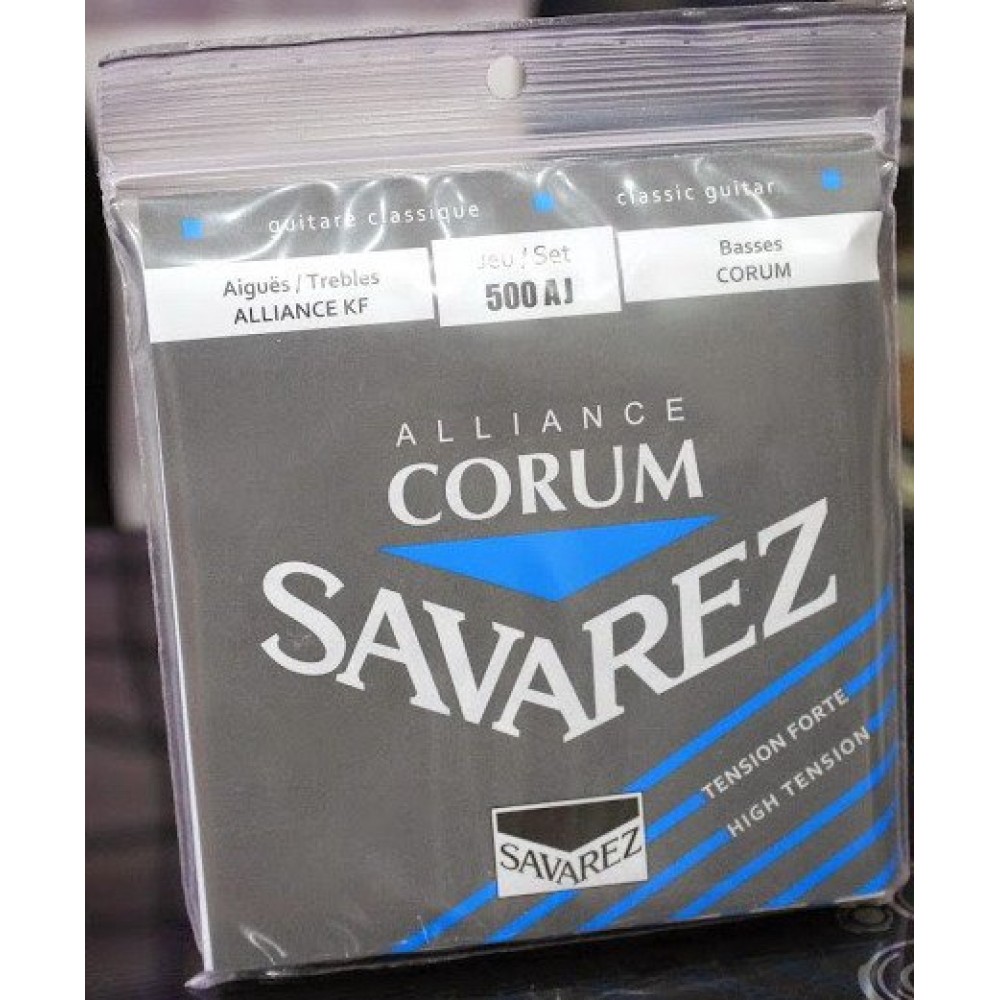 guitare classique
classic guitar
Aiguës / Trebles
ALLIANCE KF
Jeu / Set
500 AJ
Basses
CORUM
ALLIANCE
CORUM
SAVAREZ
TENSION FORTE
HIGH TENSION
SAVAREZ